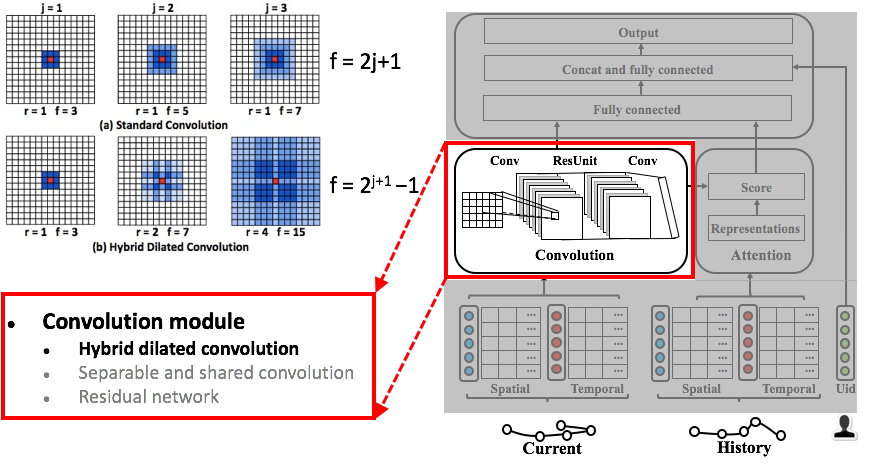 j = 1 j = 2 j = 3
f = 2j+1
r = 1 f = 3 r = 1 f = 5 r = 1 f = 7
(a) Standard Convolution
f = 2^{j+1} –1
r = 1 f = 3 r = 2 f = 7 r = 4 f = 15
(b) Hybrid Dilated Convolution
• Convolution module
• Hybrid dilated convolution
• Separable and shared convolution
• Residual network
Output
Concat and fully connected
Fully connected
Conv ResUnit Conv
Convolution
Score
Representations
Attention
... ...
... ...
... ...
... ...
Spatial Temporal
... ...
... ...
... ...
... ...
Spatial Temporal
Uid
Current
History